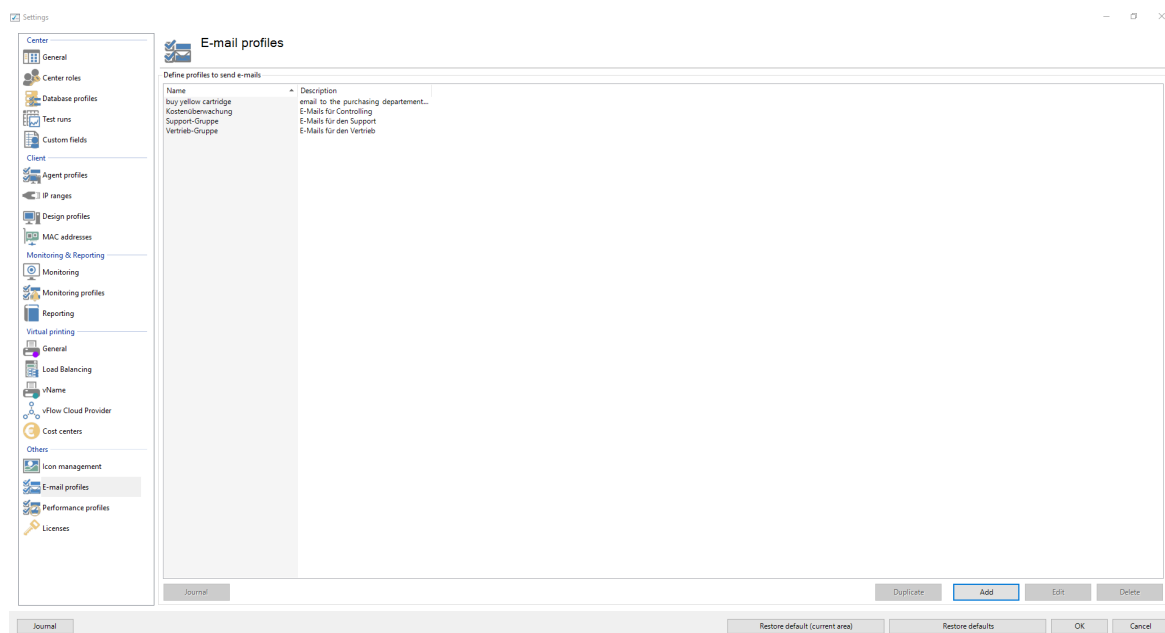 Settings
Center
General
Center roles
Database profiles
Test runs
Custom fields
Client
Agent profiles
IP ranges
Design profiles
MAC addresses
Monitoring & Reporting
Monitoring
Monitoring profiles
Reporting
Virtual printing
General
Load Balancing
vName
vFlow Cloud Provider
Cost centers
Others
Icon management
E-mail profiles
Performance profiles
Licenses
E-mail profiles
Define profiles to send e-mails
Name Description
buy yellow cartridge email to the purchasing departement...
Kostenüberwachung E-Mails für Controlling
Support-Gruppe E-Mails für den Support
Vertrieb-Gruppe E-Mails für den Vertrieb
Journal Duplicate Add Edit Delete
Journal Restore default (current area) Restore defaults OK Cancel